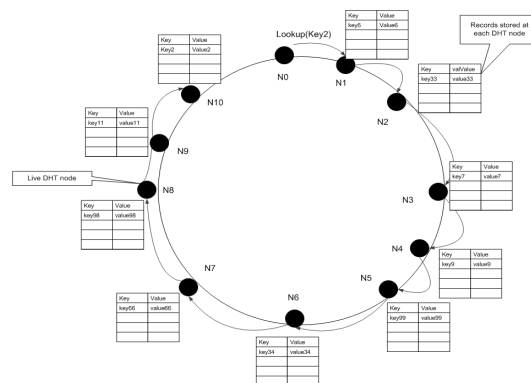 Lookup(Key2)
N0
Key Value
key6 Value6
N1
Records stored at
each DHT node
Key valValue
key33 value33
N2
Key Value
Key2 Value2
N10
Key Value
key11 value11
N9
Live DHT node
N8
Key Value
key98 value98
Key Value
key7 value7
N3
N4
Key Value
key9 value9
N5
Key Value
key99 value99
N6
Key Value
key34 value34
N7
Key Value
key66 value66